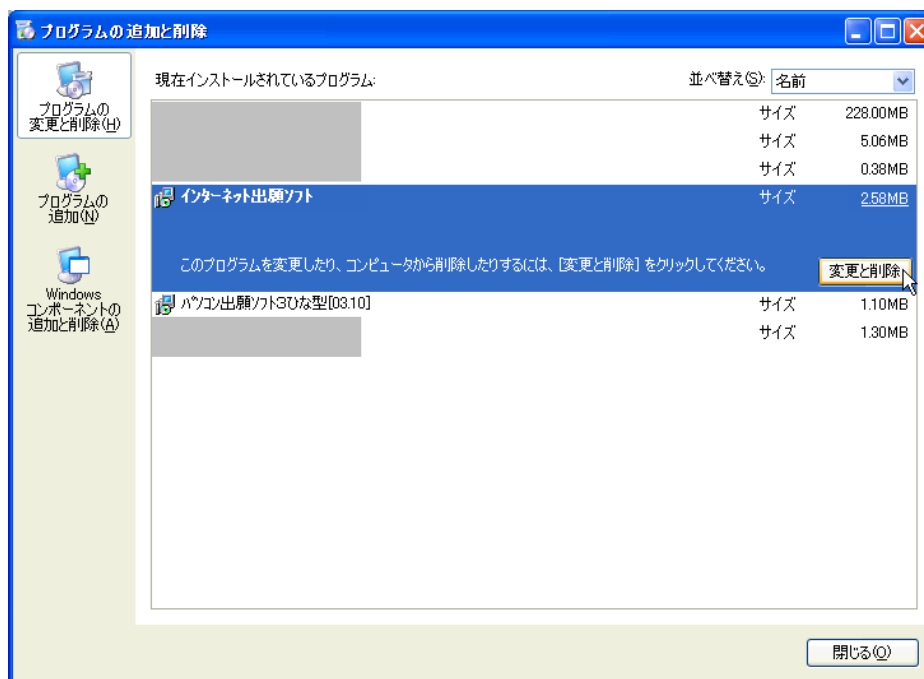 プログラムの追加と削除
プログラムの
変更と削除(H)
プログラムの
追加(N)
Windows
コンポーネントの
追加と削除(A)
現在インストールされているプログラム:
並べ替え(S): 名前
サイズ 228.00MB
サイズ 5.06MB
サイズ 0.38MB
インターネット出願ソフト サイズ 2.58MB
このプログラムを変更したり、コンピュータから削除したりするには、[変更と削除] をクリックしてください。
変更と削除
パソコン出願ソフト3ひな型[03.10] サイズ 1.10MB
サイズ 1.30MB
閉じる(O)